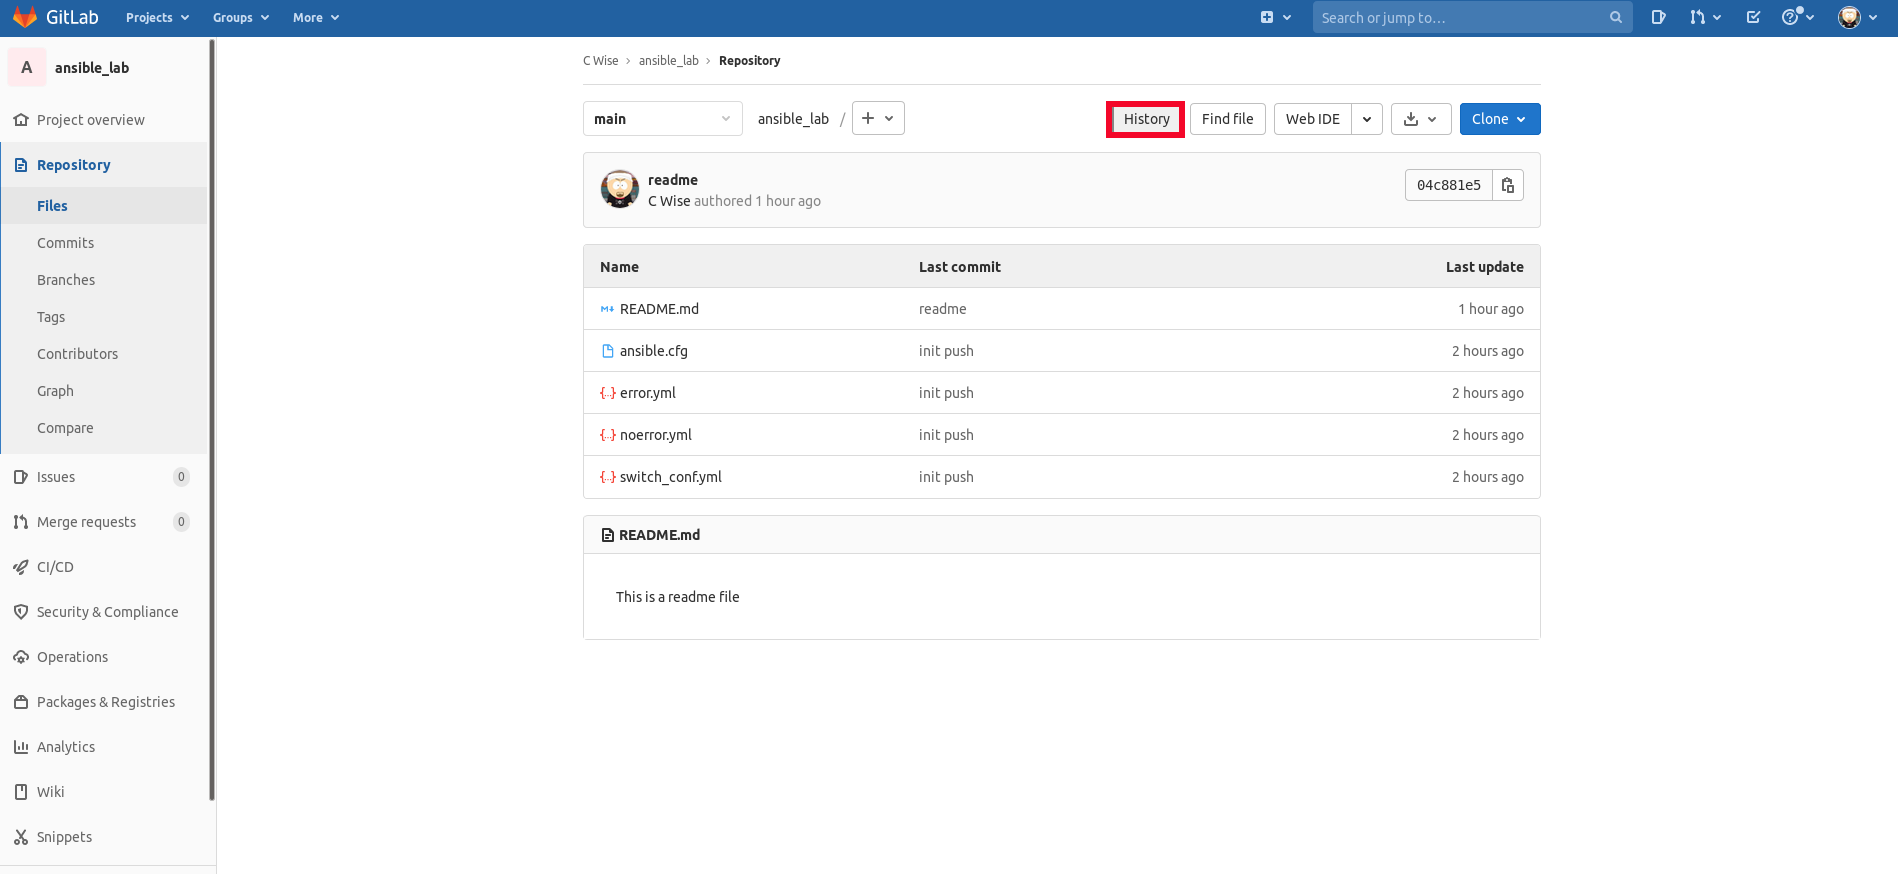 GitLab Projects Groups More Search or jump to...
A ansible_lab
Project overview
Repository
Files
Commits
Branches
Tags
Contributors
Graph
Compare
Issues 0
Merge requests 0
CI/CD
Security & Compliance
Operations
Packages & Registries
Analytics
Wiki
Snippets
C Wise › ansible_lab › Repository
main ansible_lab / + History Find file Web IDE Clone
readme
C Wise authored 1 hour ago 04c881e5
Name Last commit Last update
README.md readme 1 hour ago
ansible.cfg init push 2 hours ago
error.yml init push 2 hours ago
noerror.yml init push 2 hours ago
switch_conf.yml init push 2 hours ago
README.md
This is a readme file